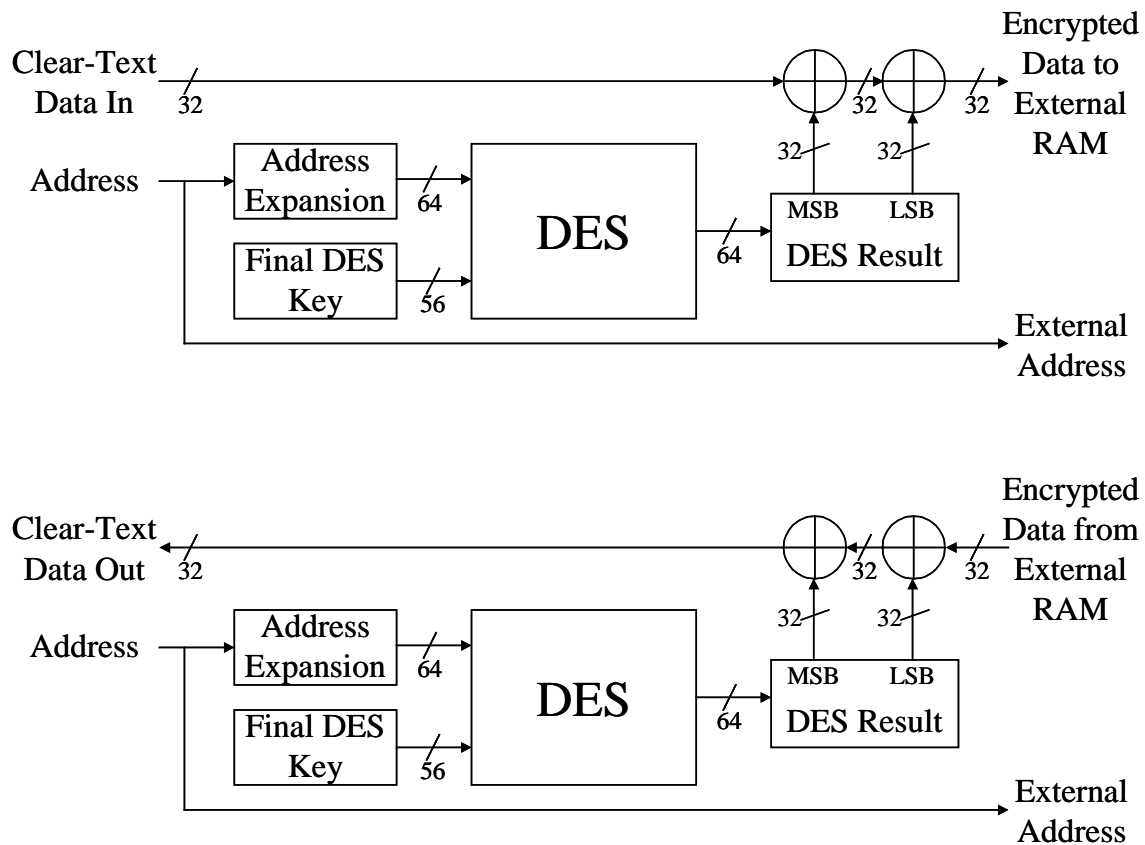 Clear-Text
Data In
32
32
32
Encrypted
Data to
External
RAM
32
32
Address
Address
Expansion
64
DES
64
MSB
LSB
DES Result
Final DES
Key
56
External
Address
Clear-Text
Data Out
32
32
32
Encrypted
Data from
External
RAM
32
32
Address
Address
Expansion
64
DES
64
MSB
LSB
DES Result
Final DES
Key
56
External
Address